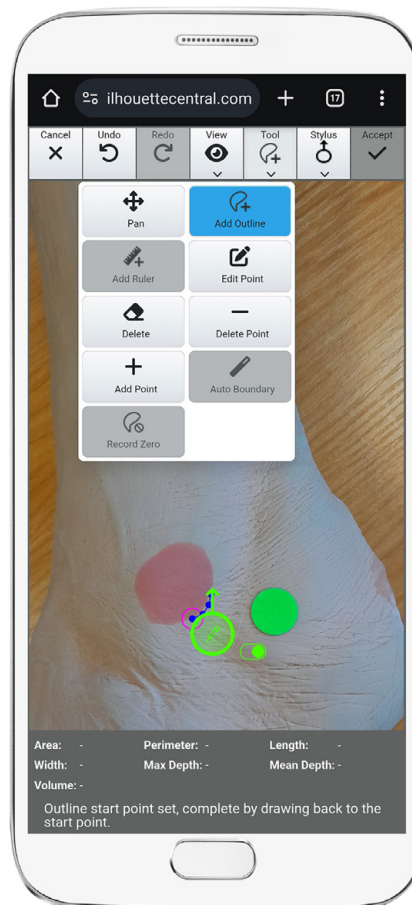 ilhouettecentral.com
17
Cancel Undo Redo View Tool Stylus Accept
Pan Add Outline
Add Ruler Edit Point
Delete Delete Point
Add Point Auto Boundary
Record Zero
Area: - Perimeter: - Length: -
Width: - Max Depth: - Mean Depth: -
Volume: -
Outline start point set, complete by drawing back to the
start point.